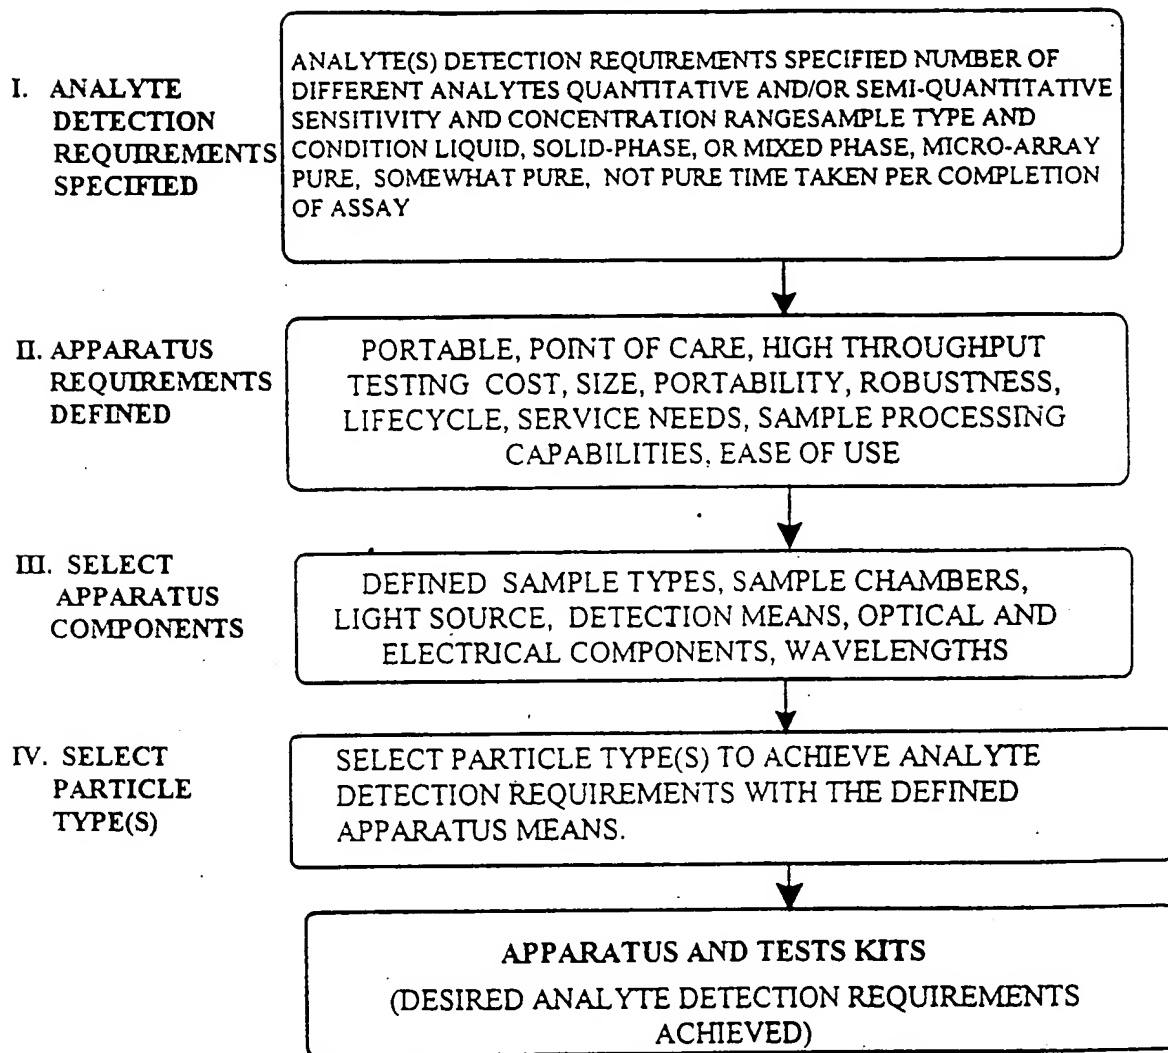 I. ANALYTE
DETECTION
REQUIREMENTS
SPECIFIED
ANALYTE(S) DETECTION REQUIREMENTS SPECIFIED NUMBER OF
DIFFERENT ANALYTES QUANTITATIVE AND/OR SEMI-QUANTITATIVE
SENSITIVITY AND CONCENTRATION RANGESAMPLE TYPE AND
CONDITION LIQUID, SOLID-PHASE, OR MIXED PHASE, MICRO-ARRAY
PURE, SOMEWHAT PURE, NOT PURE TIME TAKEN PER COMPLETION
OF ASSAY
II. APPARATUS
REQUIREMENTS
DEFINED
PORTABLE, POINT OF CARE, HIGH THROUGHPUT
TESTING COST, SIZE, PORTABILITY, ROBUSTNESS,
LIFECYCLE, SERVICE NEEDS, SAMPLE PROCESSING
CAPABILITIES, EASE OF USE
III. SELECT
APPARATUS
COMPONENTS
DEFINED SAMPLE TYPES, SAMPLE CHAMBERS,
LIGHT SOURCE, DETECTION MEANS, OPTICAL AND
ELECTRICAL COMPONENTS, WAVELENGTHS
IV. SELECT
PARTICLE
TYPE(S)
SELECT PARTICLE TYPE(S) TO ACHIEVE ANALYTE
DETECTION REQUIREMENTS WITH THE DEFINED
APPARATUS MEANS.
APPARATUS AND TESTS KITS
(DESIRED ANALYTE DETECTION REQUIREMENTS
ACHIEVED)